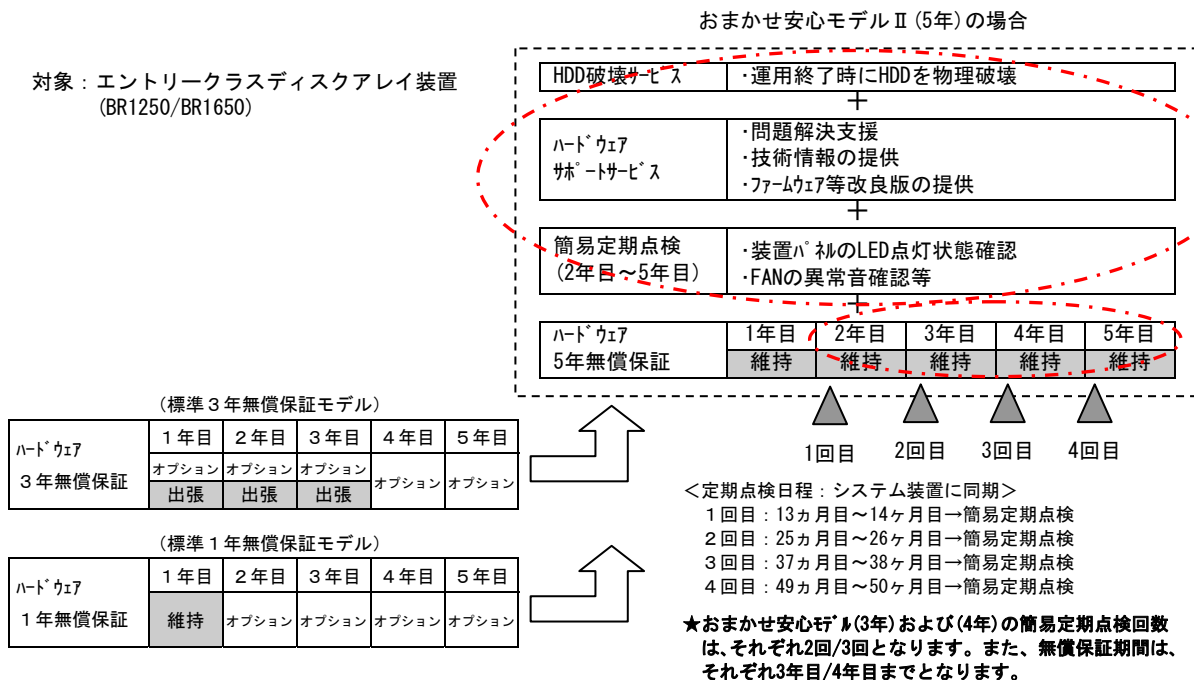 おまかせ安心モデルⅡ(5年)の場合
対象：エントリークラスディスクアレイ装置
(BR1250/BR1650)
HDD破壊ｻｰﾋﾞｽ
･運用終了時にHDDを物理破壊
＋
ﾊｰﾄﾞｳｪｱ
ｻﾎﾟｰﾄｻｰﾋﾞｽ
･問題解決支援
･技術情報の提供
･ﾌｧｰﾑｳｪｱ等改良版の提供
＋
簡易定期点検
(2年目～5年目)
･装置ﾊﾟﾈﾙのLED点灯状態確認
･FANの異常音確認等
＋
ﾊｰﾄﾞｳｪｱ
5年無償保証
1年目 2年目 3年目 4年目 5年目
維持 維持 維持 維持 維持
1回目 2回目 3回目 4回目
(標準３年無償保証モデル)
ﾊｰﾄﾞｳｪｱ
３年無償保証
１年目 ２年目 ３年目 ４年目 ５年目
オプション オプション オプション オプション オプション
出張 出張 出張
＜定期点検日程：システム装置に同期＞
１回目：13ヵ月目～14ヶ月目→簡易定期点検
２回目：25ヵ月目～26ヶ月目→簡易定期点検
３回目：37ヵ月目～38ヶ月目→簡易定期点検
４回目：49ヵ月目～50ヶ月目→簡易定期点検
(標準１年無償保証モデル)
ﾊｰﾄﾞｳｪｱ
１年無償保証
１年目 ２年目 ３年目 ４年目 ５年目
維持 オプション オプション オプション オプション
★おまかせ安心ﾓﾃﾞﾙ(3年)および(4年)の簡易定期点検回数
は､それぞれ2回/3回となります。また、無償保証期間は、
それぞれ3年目/4年目までとなります。